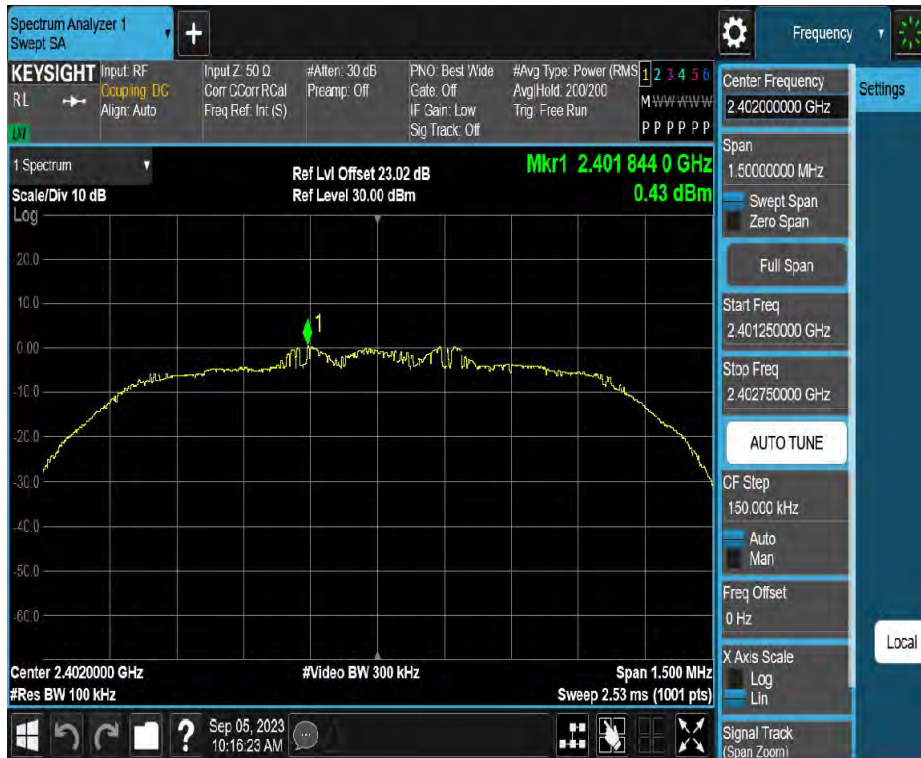 Spectrum Analyzer 1
Swept SA
+
Frequency
KEYSIGHT
RL
Input: RF
Coupling: DC
Align: Auto
Input Z: 50 Ω
Corr CCorr RCal
Freq Ref: Int (S)
#Atten: 30 dB
Preamp: Off
PNO: Best Wide
Gate: Off
IF Gain: Low
Sig Track: Off
#Avg Type: Power (RMS
Avg|Hold: 200/200
Trig: Free Run
1 2 3 4 5 6
M W W W W W
P P P P P P
1 Spectrum
Scale/Div 10 dB
Log
Ref Lvl Offset 23.02 dB
Ref Level 30.00 dBm
Mkr1 2.401 844 0 GHz
0.43 dBm
20.0
10.0
0.00
-10.0
-20.0
-30.0
-40.0
-50.0
-60.0
1
Center 2.4020000 GHz
#Res BW 100 kHz
#Video BW 300 kHz
Span 1.500 MHz
Sweep 2.53 ms (1001 pts)
Center Frequency
2.402000000 GHz
Settings
Span
1.50000000 MHz
Swept Span
Zero Span
Full Span
Start Freq
2.401250000 GHz
Stop Freq
2.402750000 GHz
AUTO TUNE
CF Step
150.000 kHz
Auto
Man
Freq Offset
0 Hz
Local
X Axis Scale
Log
Lin
Signal Track
(Span Zoom)
?
Sep 05, 2023
10:16:23 AM